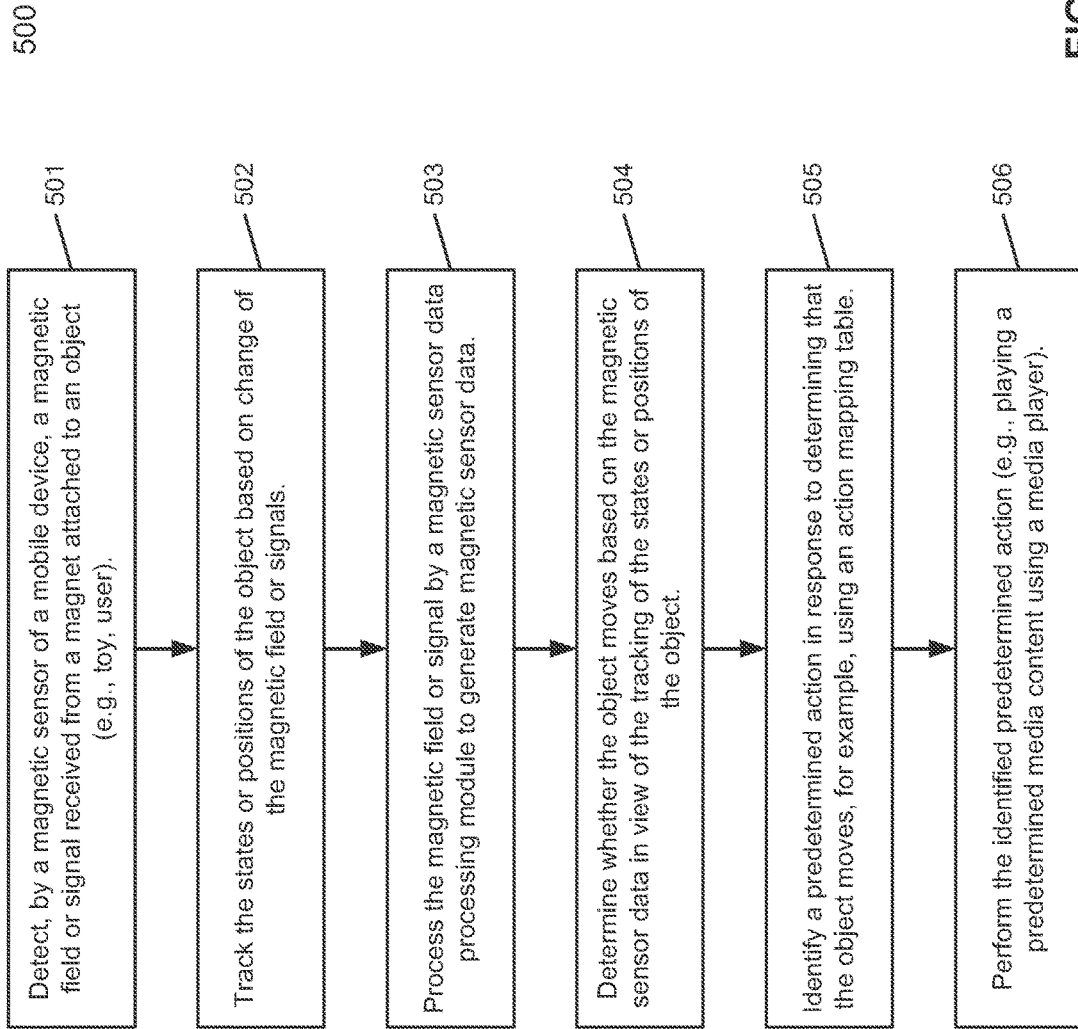 500
Detect, by a magnetic sensor of a mobile device, a magnetic
field or signal received from a magnet attached to an object
(e.g., toy, user).
501
Track the states or positions of the object based on change of
the magnetic field or signals.
502
Process the magnetic field or signal by a magnetic sensor data
processing module to generate magnetic sensor data.
503
Determine whether the object moves based on the magnetic
sensor data in view of the tracking of the states or positions of
the object.
504
Identify a predetermined action in response to determining that
the object moves, for example, using an action mapping table.
505
Perform the identified predetermined action (e.g., playing a
predetermined media content using a media player).
506